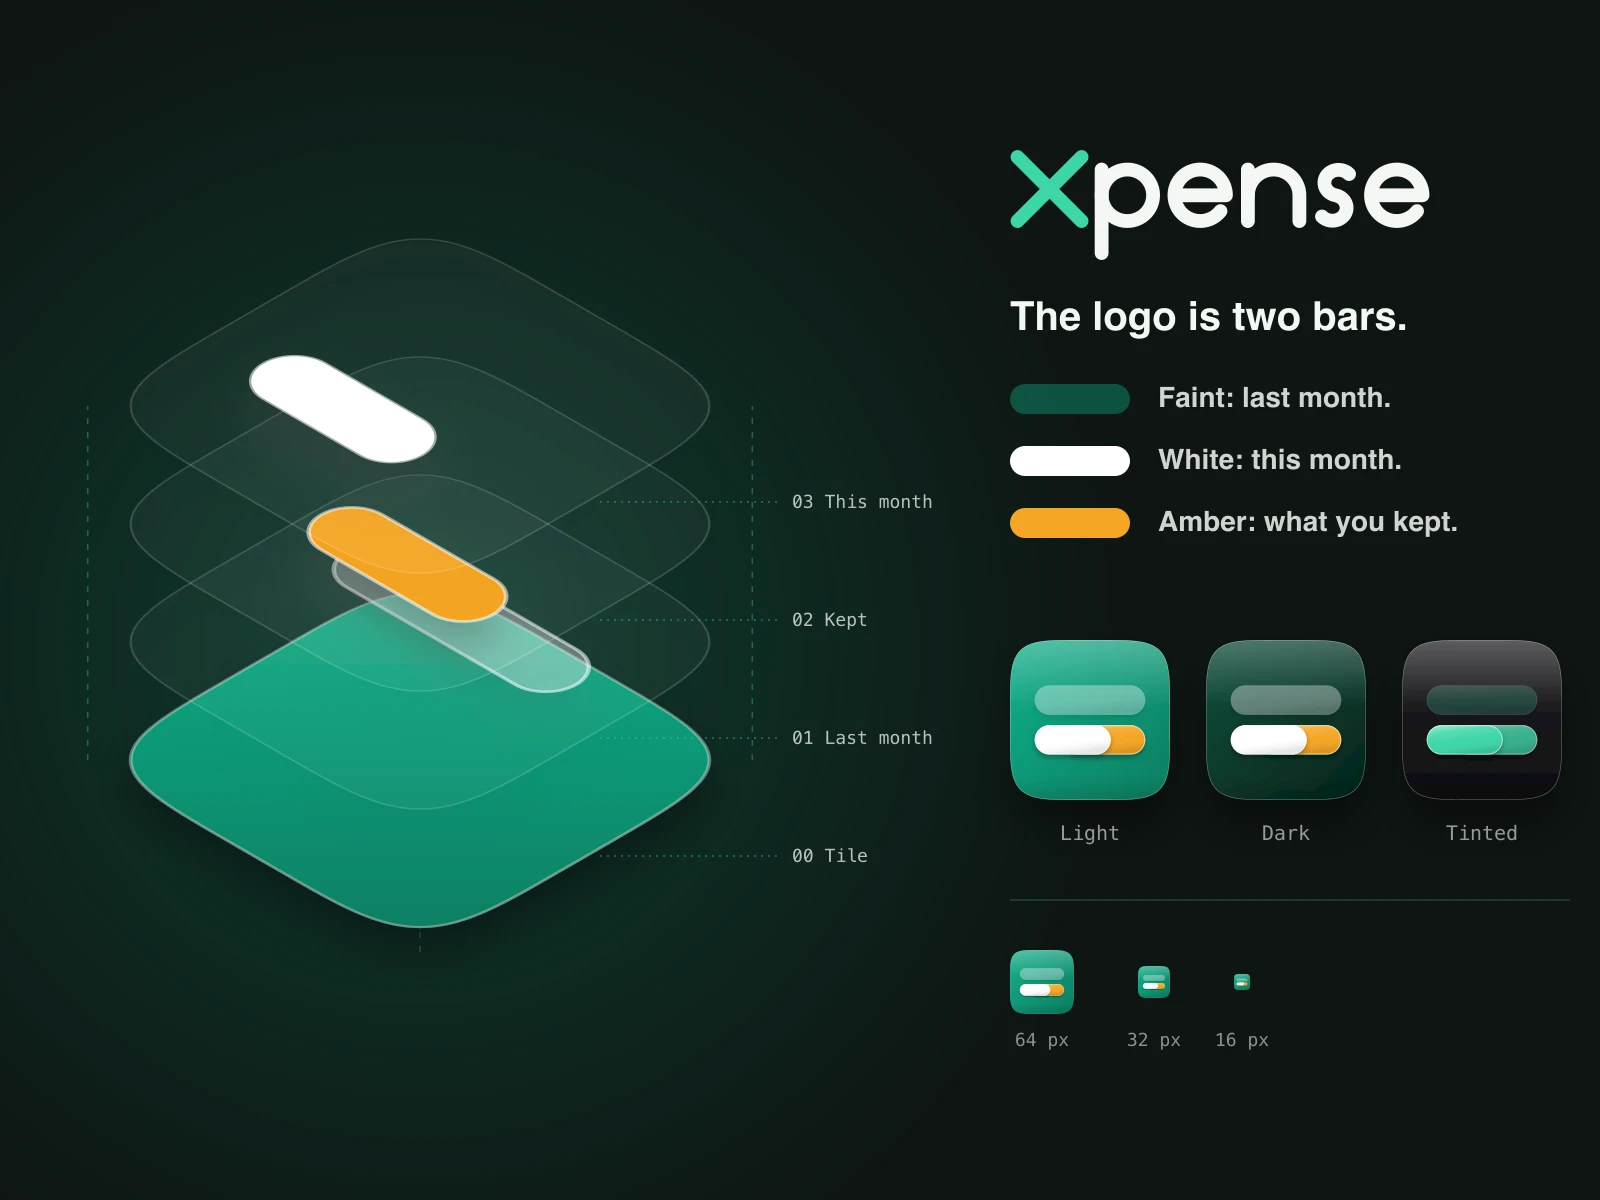 xpense
The logo is two bars.
Faint: last month.
White: this month.
Amber: what you kept.
03 This month
02 Kept
01 Last month
00 Tile
Light
Dark
Tinted
64 px
32 px
16 px